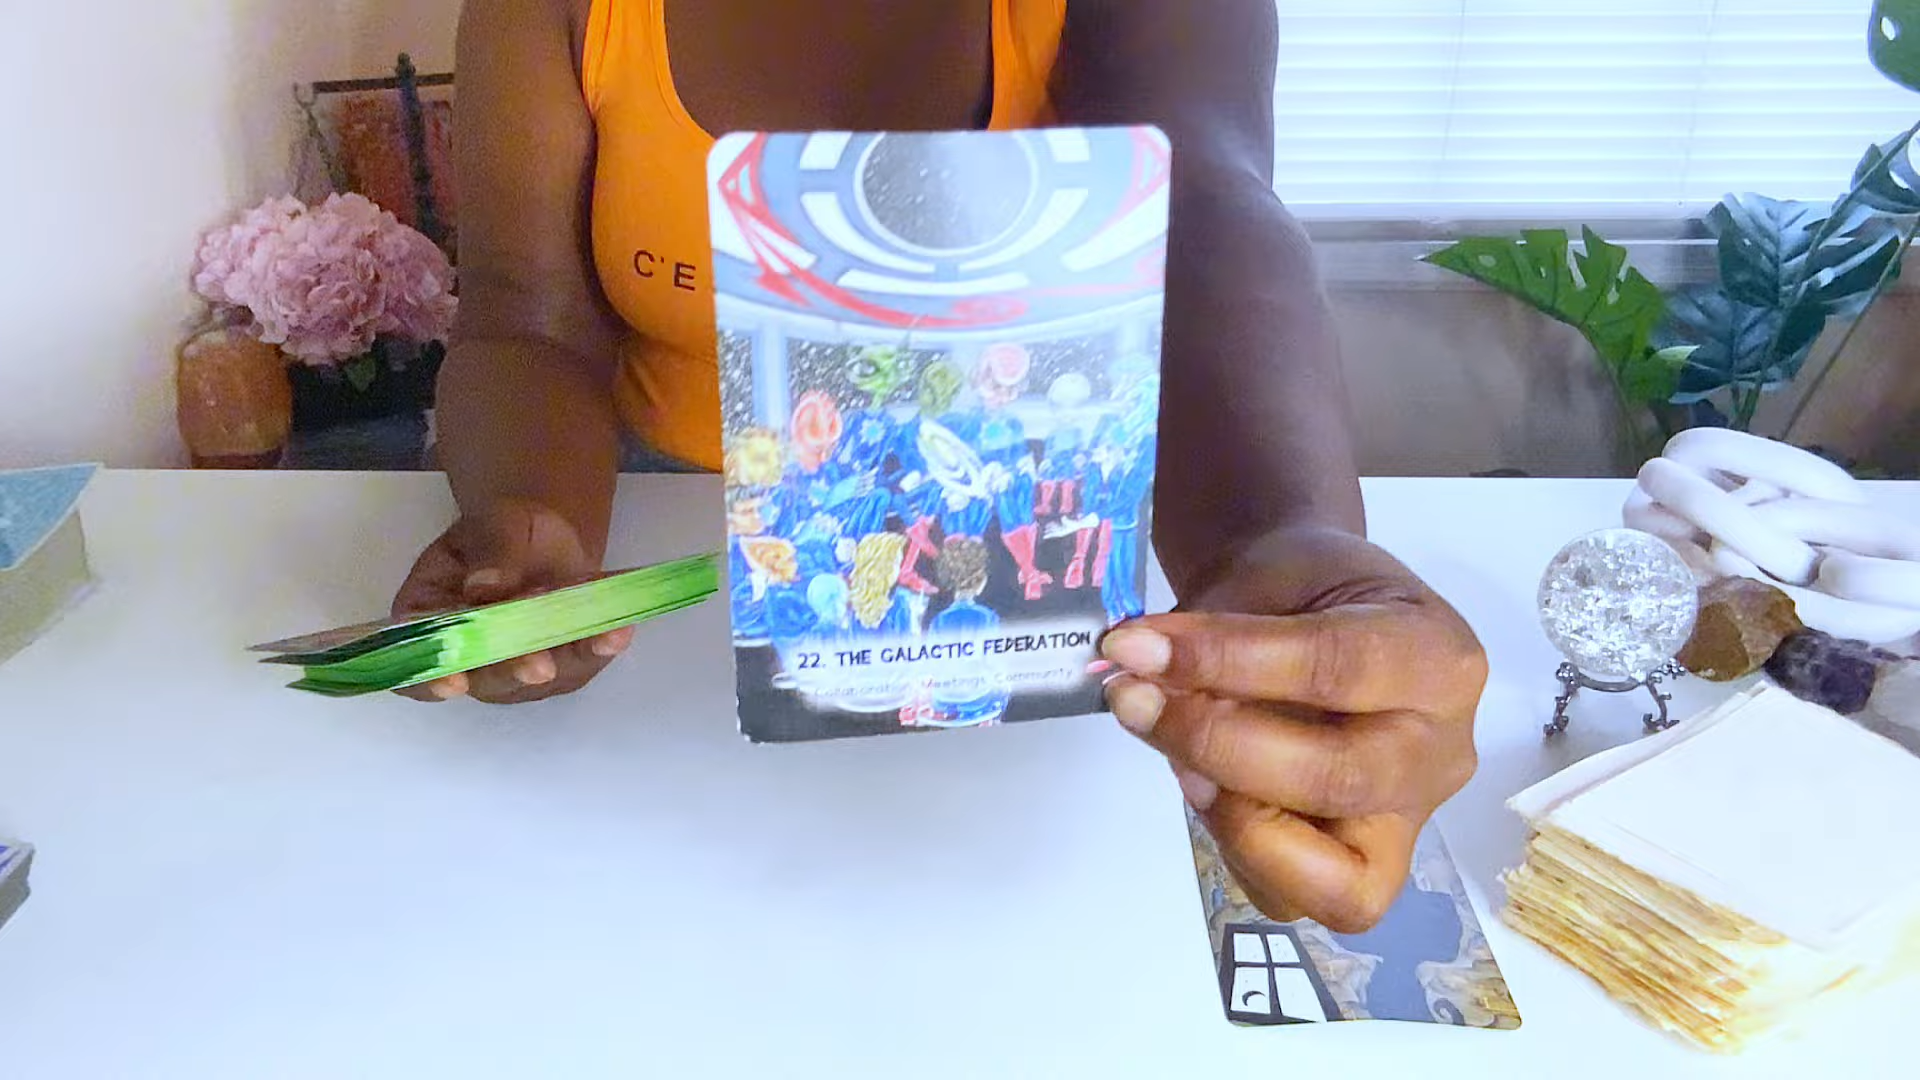 C'E
22. THE GALACTIC FEDERATION
Collaboration, Meetings, Community